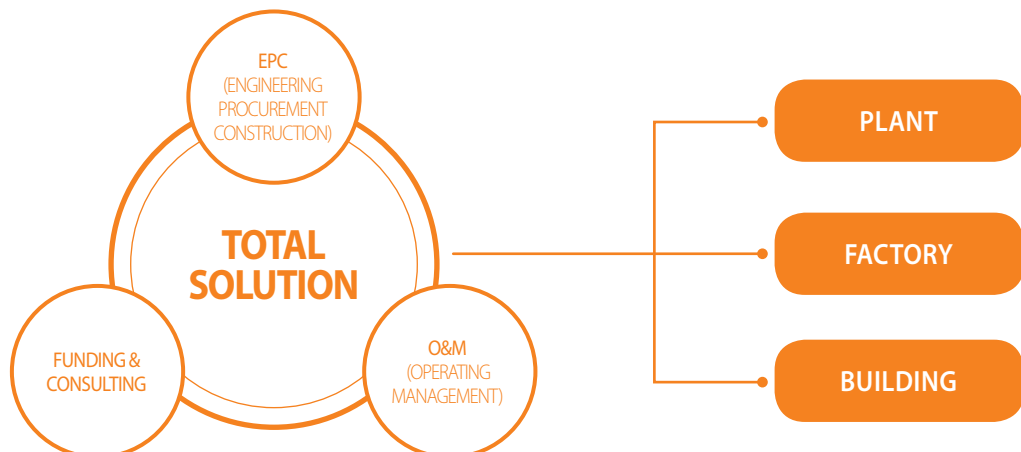 EPC
(ENGINEERING
PROCUREMENT
CONSTRUCTION)
TOTAL
SOLUTION
FUNDING &
CONSULTING
O&M
(OPERATING
MANAGEMENT)
PLANT
FACTORY
BUILDING